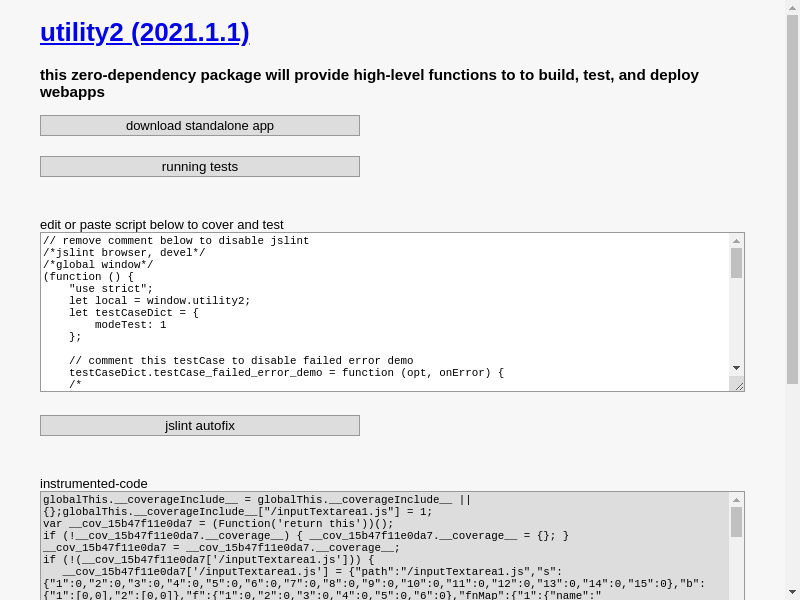 utility2 (2021.1.1)
this zero-dependency package will provide high-level functions to to build, test, and deploy
webapps
download standalone app
running tests
edit or paste script below to cover and test
// remove comment below to disable jslint
/*jslint browser, devel*/
/*global window*/
(function () {
    "use strict";
    let local = window.utility2;
    let testCaseDict = {
        modeTest: 1
    };
    // comment this testCase to disable failed error demo
    testCaseDict.testCase_failed_error_demo = function (opt, onError) {
    /*
jslint autofix
instrumented-code
globalThis.__coverageInclude__ = globalThis.__coverageInclude__ ||
{};globalThis.__coverageInclude__["/inputTextarea1.js"] = 1;
var __cov_15b47f11e0da7 = (Function('return this'))();
if (!__cov_15b47f11e0da7.__coverage__) { __cov_15b47f11e0da7.__coverage__ = {}; }
__cov_15b47f11e0da7 = __cov_15b47f11e0da7.__coverage__;
if (!(__cov_15b47f11e0da7['/inputTextarea1.js'])) {
   __cov_15b47f11e0da7['/inputTextarea1.js'] = {"path":"/inputTextarea1.js","s":
{"1":0,"2":0,"3":0,"4":0,"5":0,"6":0,"7":0,"8":0,"9":0,"10":0,"11":0,"12":0,"13":0,"14":0,"15":0},"b":
{"1":[0,0],"2":[0,0]},"f":{"1":0,"2":0,"3":0,"4":0,"5":0,"6":0},"fnMap":{"1":{"name":"